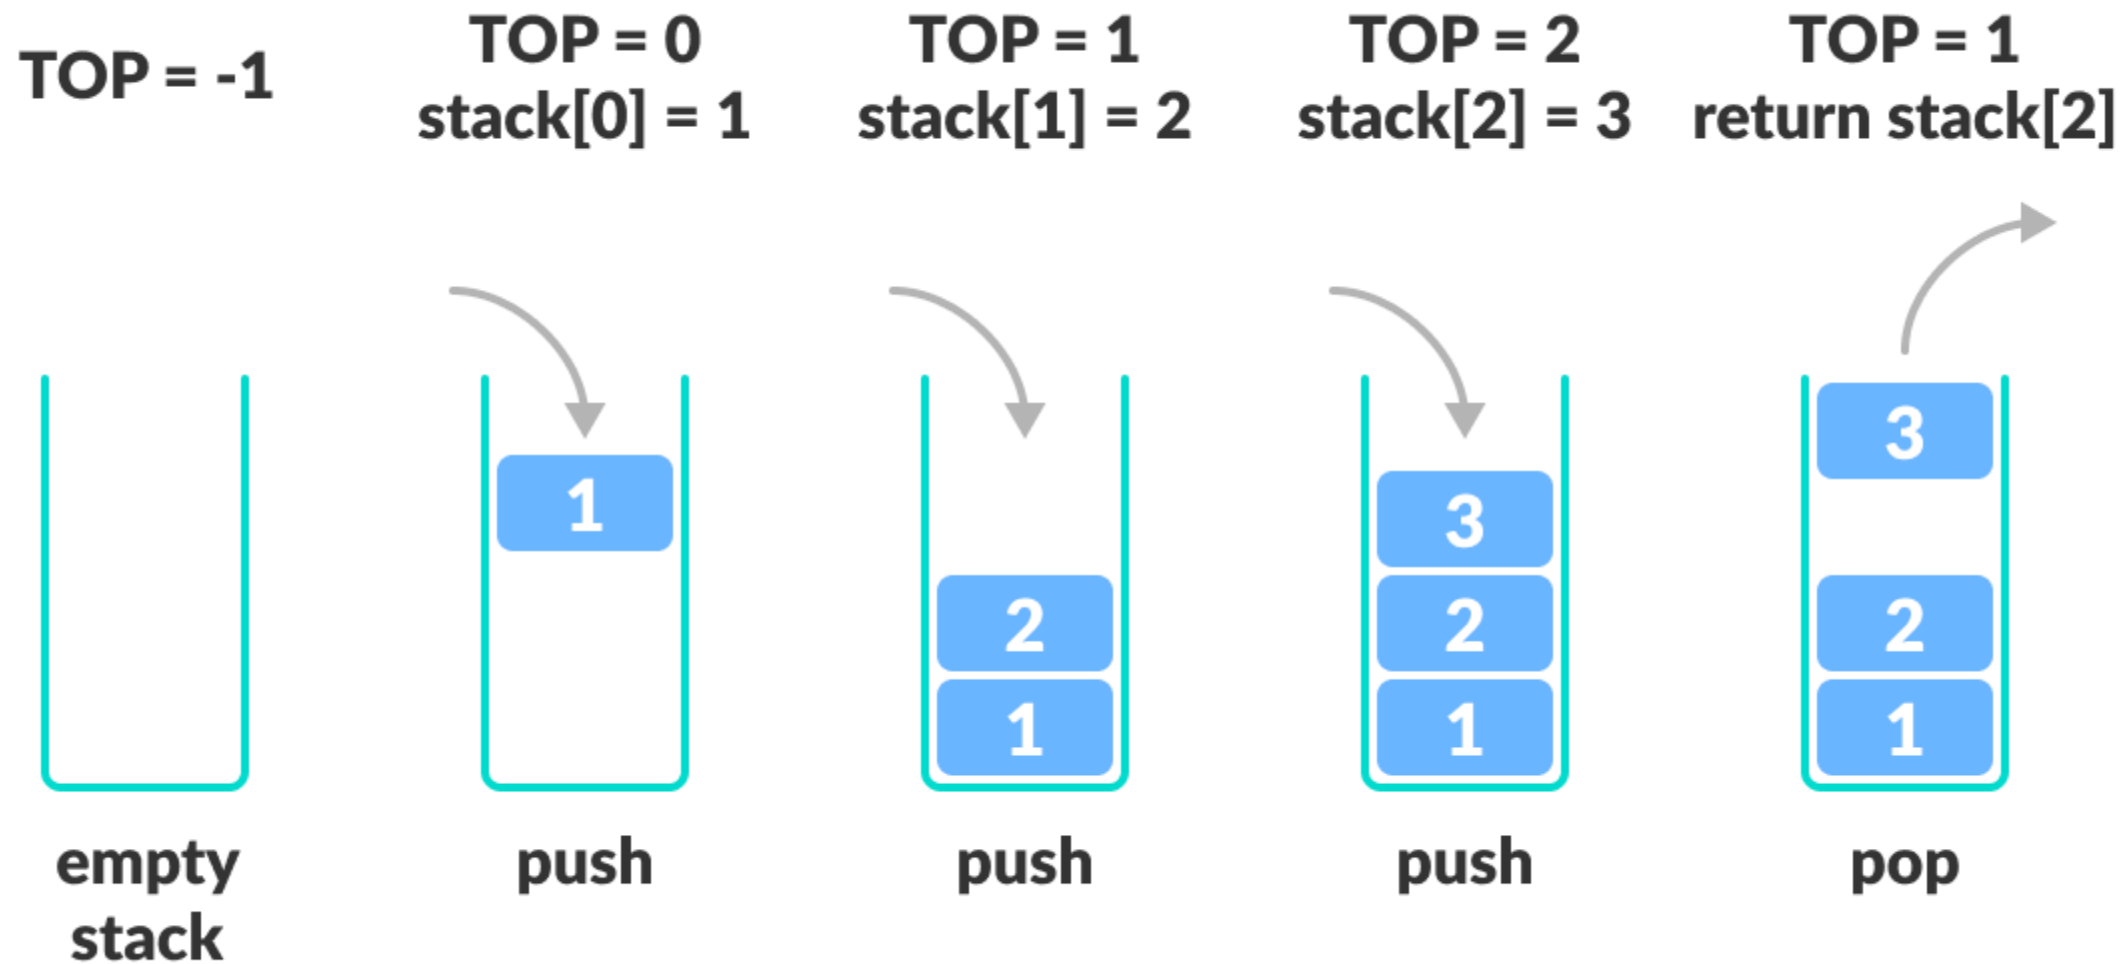 TOP = -1
TOP = 0
stack[0] = 1
TOP = 1
stack[1] = 2
TOP = 2
stack[2] = 3
TOP = 1
return stack[2]
1
2
1
3
2
1
3
2
1
empty
stack
push
push
push
pop